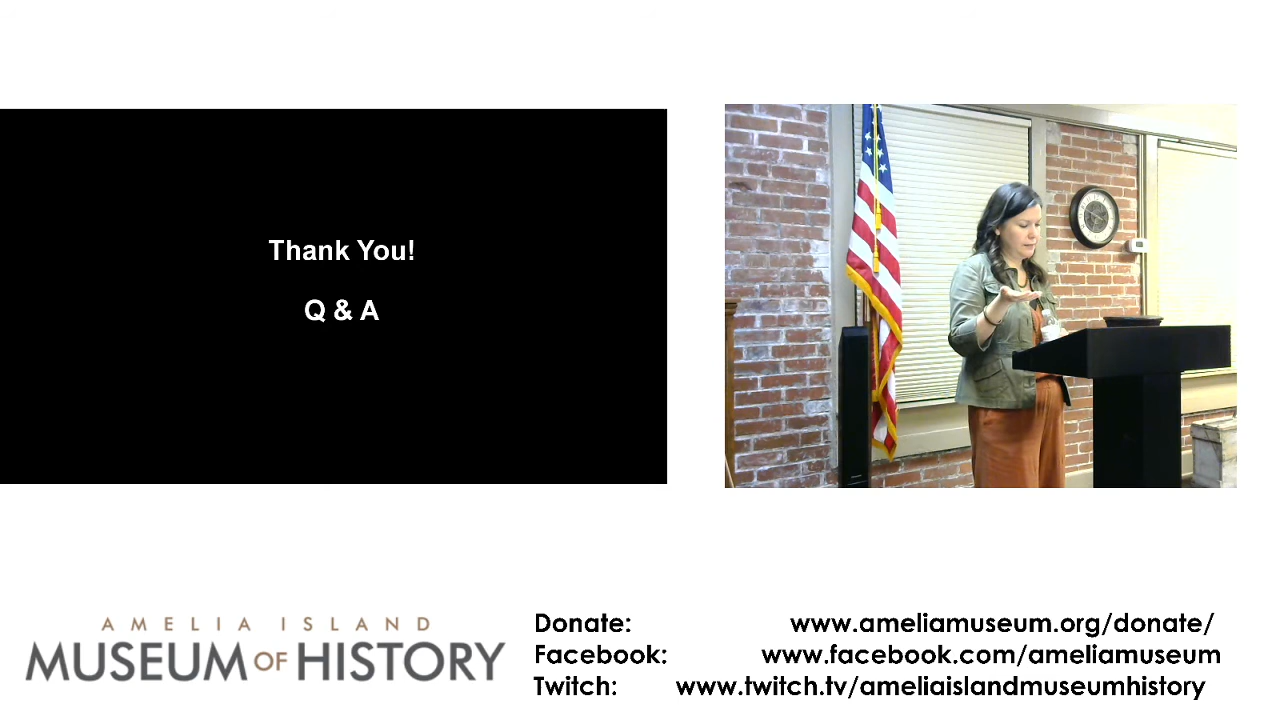 Thank You!
Q & A
AMELIA ISLAND
MUSEUM OF HISTORY
Donate: www.ameliamuseum.org/donate/
Facebook: www.facebook.com/ameliamuseum
Twitch: www.twitch.tv/ameliaislandmuseumhistory